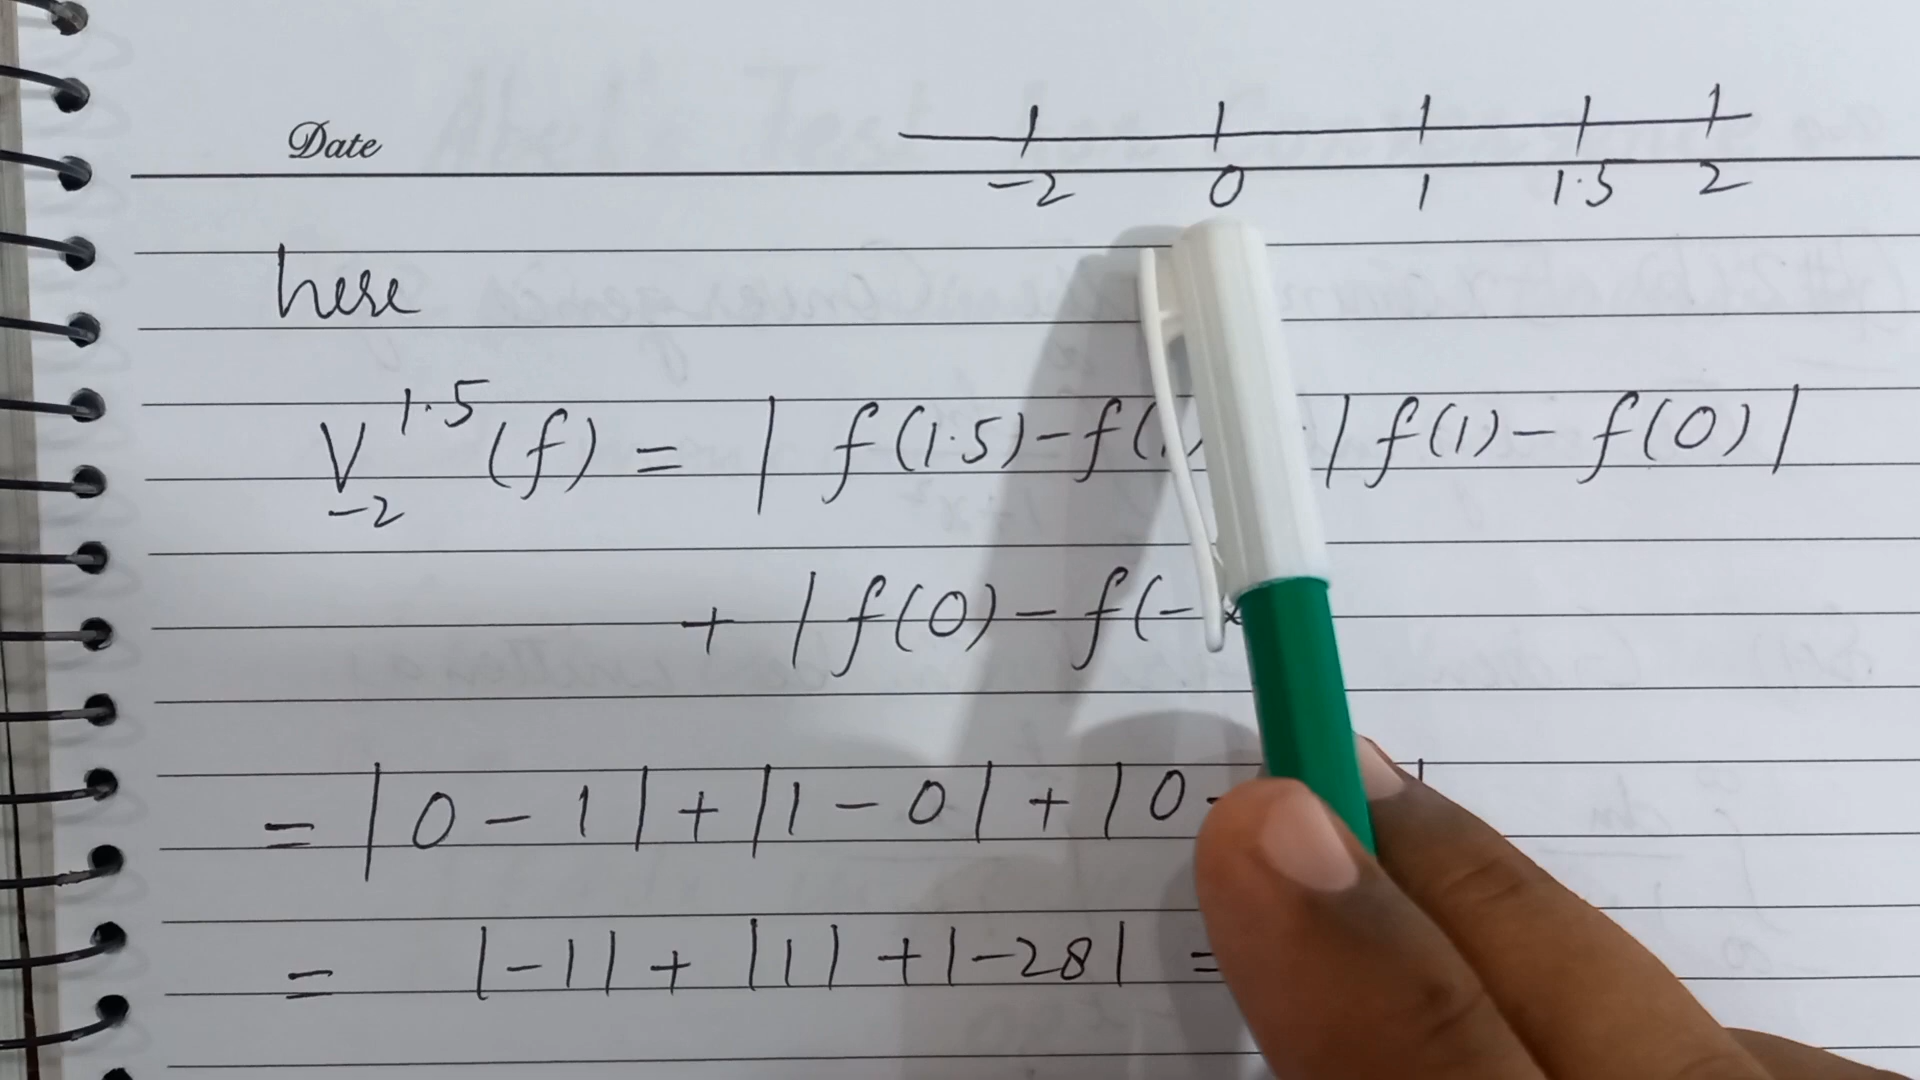 Date
-2 0 1 1.5 2
here
V_{-2}^{1.5}(f) = | f(1.5) - f( | f(1) - f(0) |
+ | f(0) - f(-
= | 0 - 1 | + | 1 - 0 | + | 0 -
= |-1| + |1| + |-28| =